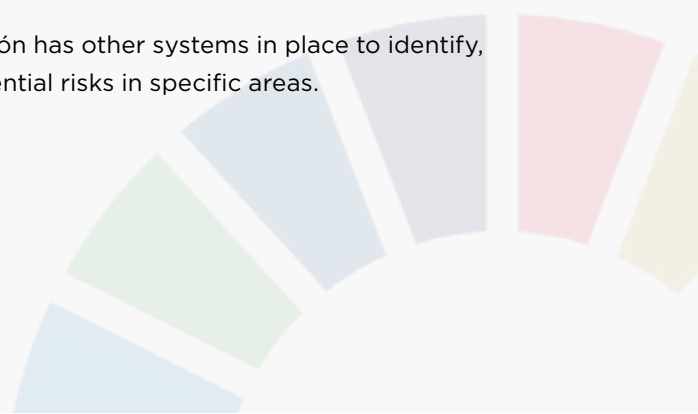 ón has other systems in place to identify,
ential risks in specific areas.